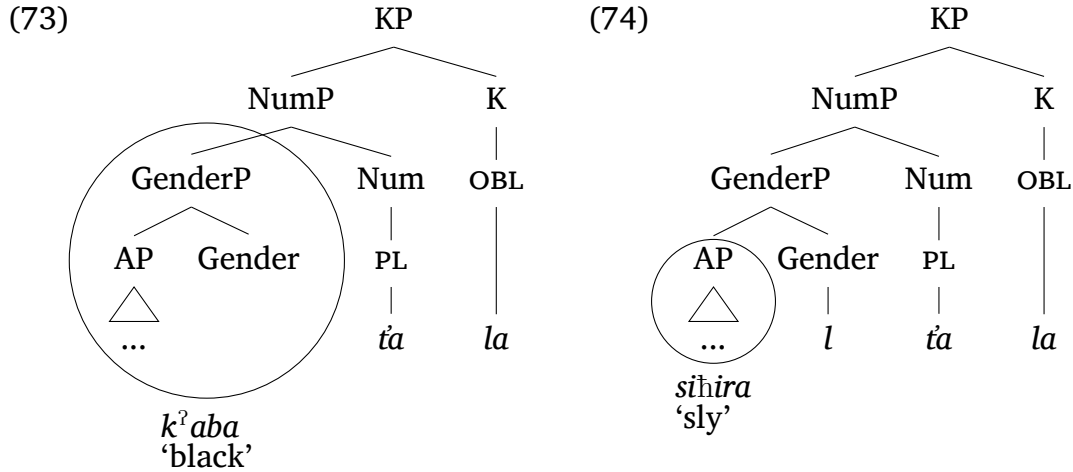 (73) KP (74) KP
NumP K NumP K
GenderP Num OBL GenderP Num OBL
AP Gender PL AP Gender PL
... t’a la ... l t’a la
kˀaba siħira
‘black’ ‘sly’